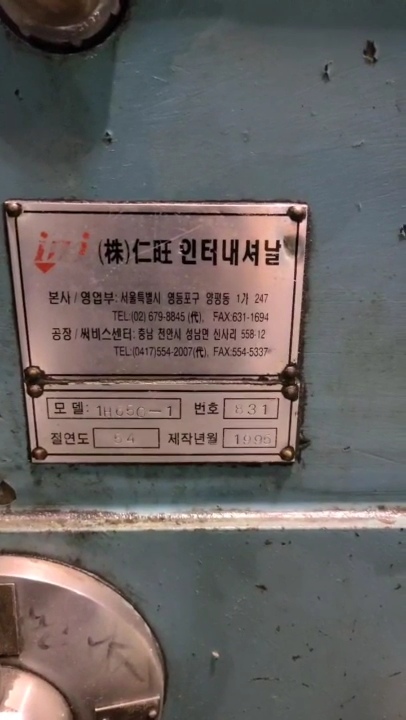 imi (株)仁旺 인터내셔날
본사/영업부: 서울특별시 영등포구 양평동 1가 247
TEL:(02)679-8845(代), FAX:631-1694
공장/써비스센터: 충남 천안시 성남면 신사리 558-12
TEL:(0417)554-2007(代), FAX:554-5337
모델: 번호 831
절연도 64 제작년월 1996